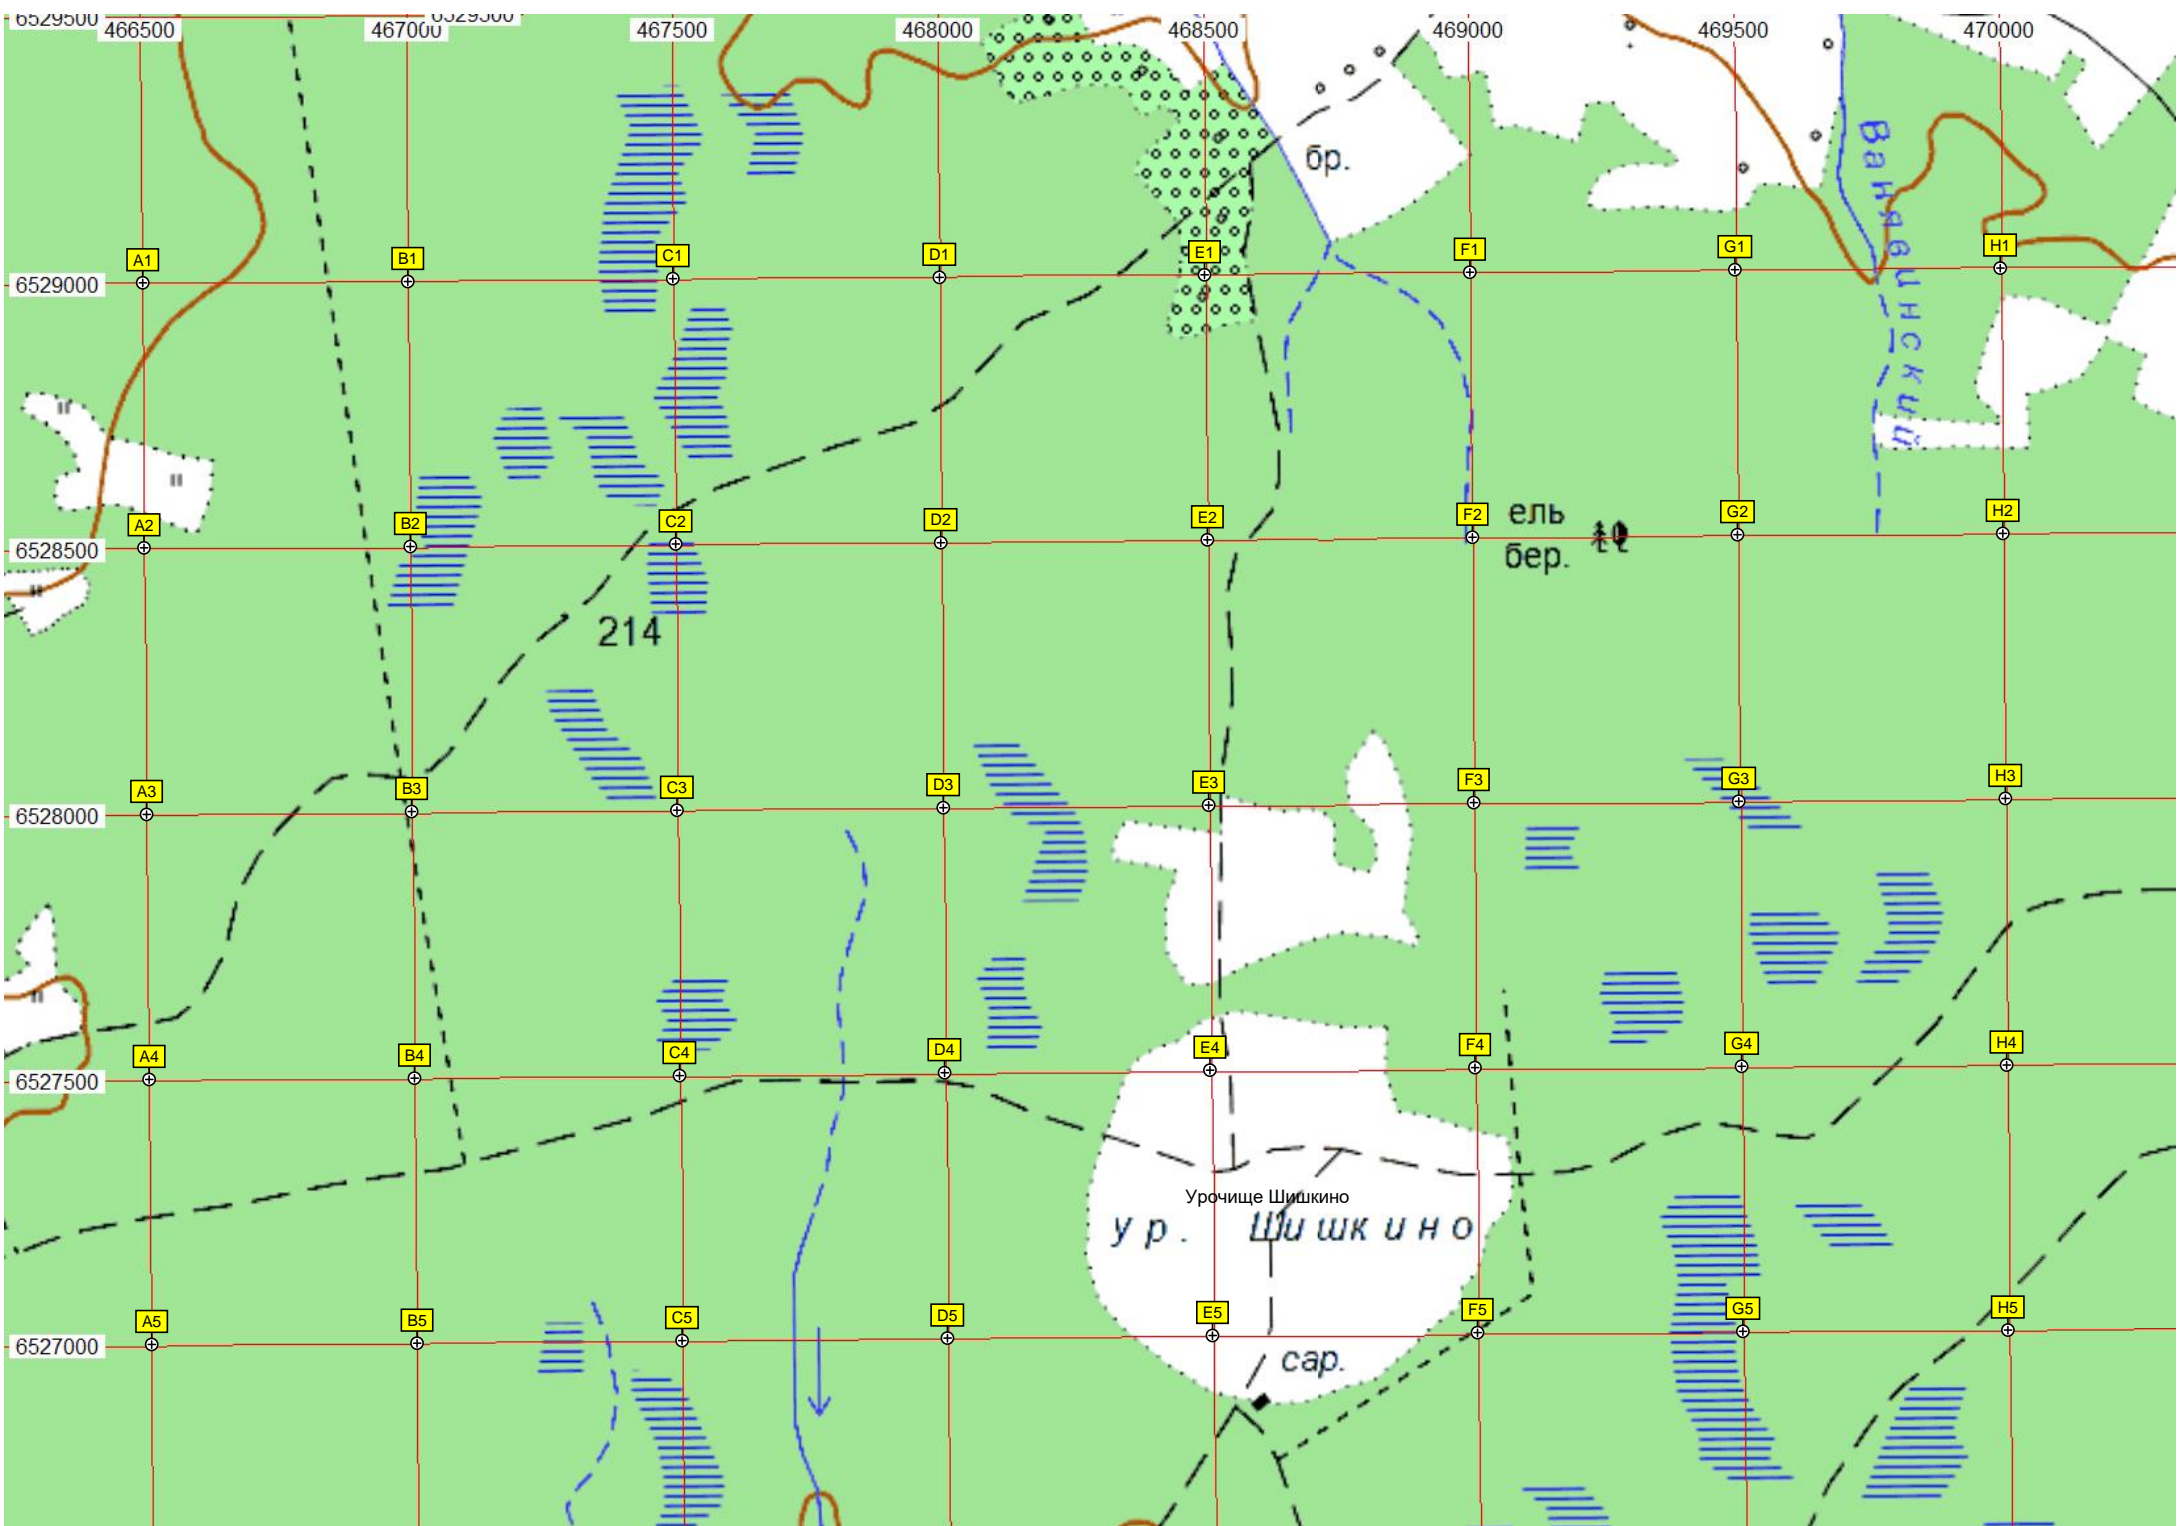 6529500
6529500
466500 467000 467500 468000 468500 469000 469500 470000
бр.
Ванявинский
A1 B1 C1 D1 E1 F1 G1 H1
6529000
A2 B2 C2 D2 E2 F2 G2 H2
ель
бер.
6528500
214
A3 B3 C3 D3 E3 F3 G3 H3
6528000
A4 B4 C4 D4 E4 F4 G4 H4
6527500
Урочище Шишкино
ур. Шишкино
A5 B5 C5 D5 E5 F5 G5 H5
6527000
сар.